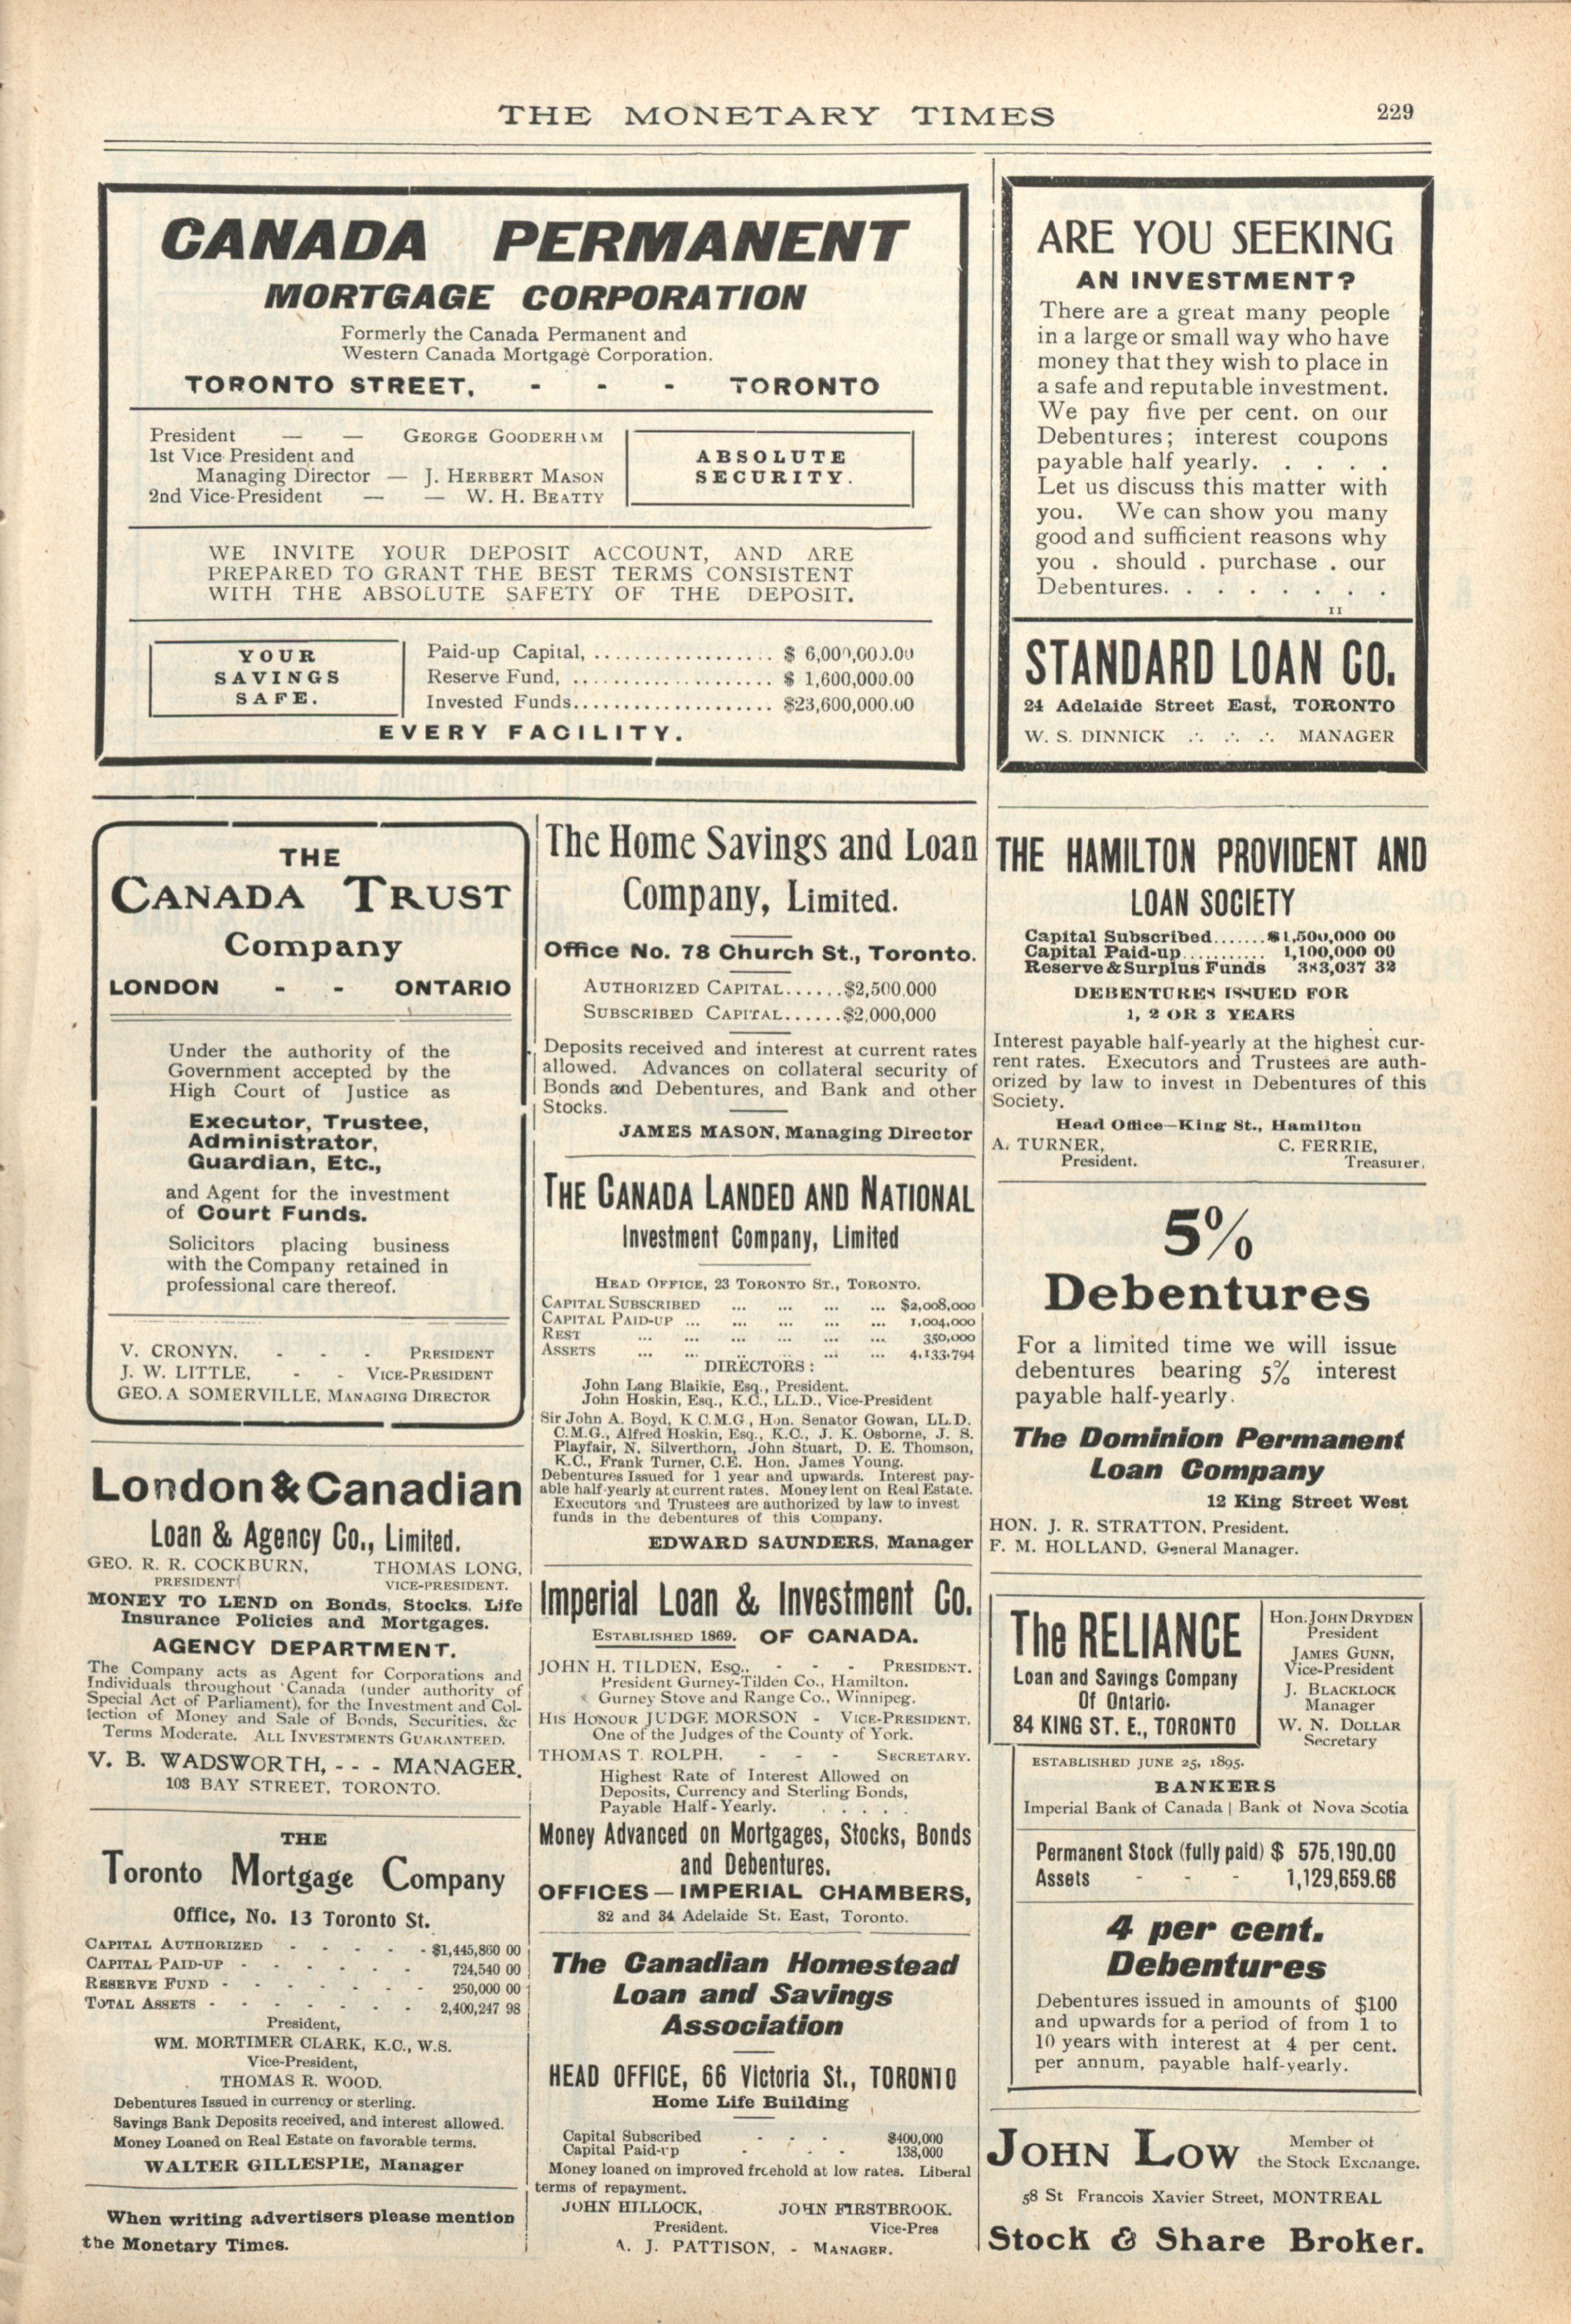 THE MONETARY TIMES
229
CANADA PERMANENT
MORTGAGE CORPORATION
Formerly the Canada Permanent and
Western Canada Mortgage Corporation.
TORONTO STREET, - - - TORONTO
President — — GEORGE GOODERHAM
1st Vice President and
Managing Director — J. HERBERT MASON
2nd Vice-President — — W. H. BEATTY
ABSOLUTE
SECURITY.
WE INVITE YOUR DEPOSIT ACCOUNT, AND ARE
PREPARED TO GRANT THE BEST TERMS CONSISTENT
WITH THE ABSOLUTE SAFETY OF THE DEPOSIT.
YOUR
SAVINGS
SAFE.
Paid-up Capital, .................. $ 6,000,000.00
Reserve Fund, .................... $ 1,600,000.00
Invested Funds.................... $23,600,000.00
EVERY FACILITY.
ARE YOU SEEKING
AN INVESTMENT?
There are a great many people
in a large or small way who have
money that they wish to place in
a safe and reputable investment.
We pay five per cent. on our
Debentures; interest coupons
payable half yearly. . . . .
Let us discuss this matter with
you. We can show you many
good and sufficient reasons why
you . should . purchase . our
Debentures. . . . . . . .
11
STANDARD LOAN CO.
24 Adelaide Street East, TORONTO
W. S. DINNICK ∴ ∴ ∴ MANAGER
THE
CANADA TRUST
Company
LONDON - - ONTARIO
Under the authority of the
Government accepted by the
High Court of Justice as
Executor, Trustee,
Administrator,
Guardian, Etc.,
and Agent for the investment
of Court Funds.
Solicitors placing business
with the Company retained in
professional care thereof.
V. CRONYN, - - - PRESIDENT
J. W. LITTLE, - - VICE-PRESIDENT
GEO. A SOMERVILLE, MANAGING DIRECTOR
London & Canadian
Loan & Agency Co., Limited.
GEO. R. R. COCKBURN, THOMAS LONG,
PRESIDENT VICE-PRESIDENT.
MONEY TO LEND on Bonds, Stocks, Life
Insurance Policies and Mortgages.
AGENCY DEPARTMENT.
The Company acts as Agent for Corporations and
Individuals throughout Canada (under authority of
Special Act of Parliament), for the Investment and Col-
lection of Money and Sale of Bonds, Securities, &c
Terms Moderate. ALL INVESTMENTS GUARANTEED.
V. B. WADSWORTH, - - - MANAGER.
103 BAY STREET, TORONTO.
THE
Toronto Mortgage Company
Office, No. 13 Toronto St.
CAPITAL AUTHORIZED - - - - - $1,445,860 00
CAPITAL PAID-UP - - - - - 724,540 00
RESERVE FUND - - - - - - 250,000 00
TOTAL ASSETS - - - - - - 2,400,247 98
President,
WM. MORTIMER CLARK, K.C., W.S.
Vice-President,
THOMAS R. WOOD.
Debentures Issued in currency or sterling.
Savings Bank Deposits received, and interest allowed.
Money Loaned on Real Estate on favorable terms.
WALTER GILLESPIE, Manager
When writing advertisers please mention
the Monetary Times.
The Home Savings and Loan
Company, Limited.
Office No. 78 Church St., Toronto.
AUTHORIZED CAPITAL......$2,500,000
SUBSCRIBED CAPITAL......$2,000,000
Deposits received and interest at current rates
allowed. Advances on collateral security of
Bonds and Debentures, and Bank and other
Stocks.
JAMES MASON, Managing Director
THE CANADA LANDED AND NATIONAL
Investment Company, Limited
HEAD OFFICE, 23 TORONTO ST., TORONTO.
CAPITAL SUBSCRIBED ... ... ... ... $2,008,000
CAPITAL PAID-UP ... ... ... ... ... 1,004,000
REST ... ... ... ... ... ... 350,000
ASSETS ... ... ... ... ... ... 4,133,794
DIRECTORS:
John Lang Blaikie, Esq., President.
John Hoskin, Esq., K.C., LL.D., Vice-President
Sir John A. Boyd, K.C.M.G., Hon. Senator Gowan, LL.D.
C.M.G., Alfred Hoskin, Esq., K.C., J. K. Osborne, J. S.
Playfair, N. Silverthorn, John Stuart, D. E. Thomson,
K.C., Frank Turner, C.E. Hon. James Young.
Debentures Issued for 1 year and upwards. Interest pay-
able half-yearly at current rates. Money lent on Real Estate.
Executors and Trustees are authorized by law to invest
funds in the debentures of this Company.
EDWARD SAUNDERS, Manager
Imperial Loan & Investment Co.
ESTABLISHED 1869. OF CANADA.
JOHN H. TILDEN, Esq., - - - PRESIDENT.
President Gurney-Tilden Co., Hamilton.
Gurney Stove and Range Co., Winnipeg.
HIS HONOUR JUDGE MORSON - VICE-PRESIDENT,
One of the Judges of the County of York.
THOMAS T. ROLPH, - - - SECRETARY.
Highest Rate of Interest Allowed on
Deposits, Currency and Sterling Bonds,
Payable Half-Yearly. . . . . .
Money Advanced on Mortgages, Stocks, Bonds
and Debentures.
OFFICES — IMPERIAL CHAMBERS,
32 and 34 Adelaide St. East, Toronto.
The Canadian Homestead
Loan and Savings
Association
HEAD OFFICE, 66 Victoria St., TORONTO
Home Life Building
Capital Subscribed - - - $400,000
Capital Paid-up - - - 138,000
Money loaned on improved freehold at low rates. Liberal
terms of repayment.
JOHN HILLOCK, JOHN FIRSTBROOK.
President. Vice-Pres
A. J. PATTISON, - MANAGER.
THE HAMILTON PROVIDENT AND
LOAN SOCIETY
Capital Subscribed.......$1,500,000 00
Capital Paid-up........... 1,100,000 00
Reserve & Surplus Funds 383,037 32
DEBENTURES ISSUED FOR
1, 2 OR 3 YEARS
Interest payable half-yearly at the highest cur-
rent rates. Executors and Trustees are auth-
orized by law to invest in Debentures of this
Society.
Head Office—King St., Hamilton
A. TURNER, C. FERRIE,
President. Treasurer.
5%
Debentures
For a limited time we will issue
debentures bearing 5% interest
payable half-yearly.
The Dominion Permanent
Loan Company
12 King Street West
HON. J. R. STRATTON, President.
F. M. HOLLAND, General Manager.
The RELIANCE
Loan and Savings Company
Of Ontario.
84 KING ST. E., TORONTO
Hon. JOHN DRYDEN
President
JAMES GUNN,
Vice-President
J. BLACKLOCK
Manager
W. N. DOLLAR
Secretary
ESTABLISHED JUNE 25, 1895.
BANKERS
Imperial Bank of Canada | Bank of Nova Scotia
Permanent Stock (fully paid) $ 575,190.00
Assets - - - 1,129,659.66
4 per cent.
Debentures
Debentures issued in amounts of $100
and upwards for a period of from 1 to
10 years with interest at 4 per cent.
per annum, payable half-yearly.
JOHN LOW
Member of
the Stock Exchange.
58 St Francois Xavier Street, MONTREAL
Stock & Share Broker.